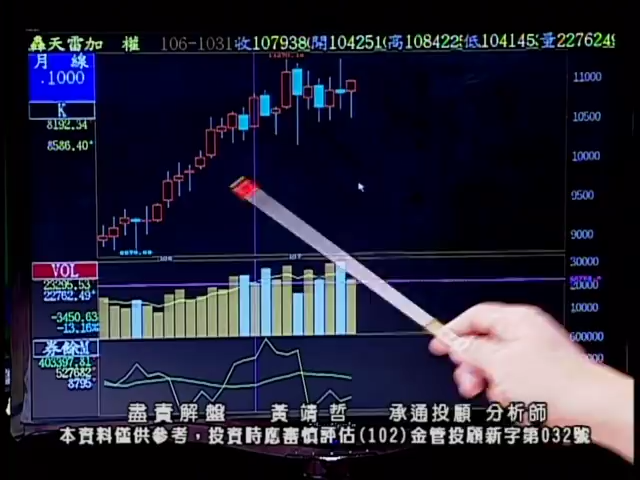 轟天雷加 權 106-1031收107938(開104251(高108422!低104145!量227624!
月 線
.1000
K
8192.34
8586.40*
11000
10500
10000
9500
9000
VOL
23295.53
22762.49*
-3450.63
-13.16%
30000
20000
10000
600000
券餘M
403397.81
527682
8795*
盡責解盤 黃靖哲 承通投顧 分析師
本資料僅供參考，投資時應審慎評估(102)金管投顧新字第032號